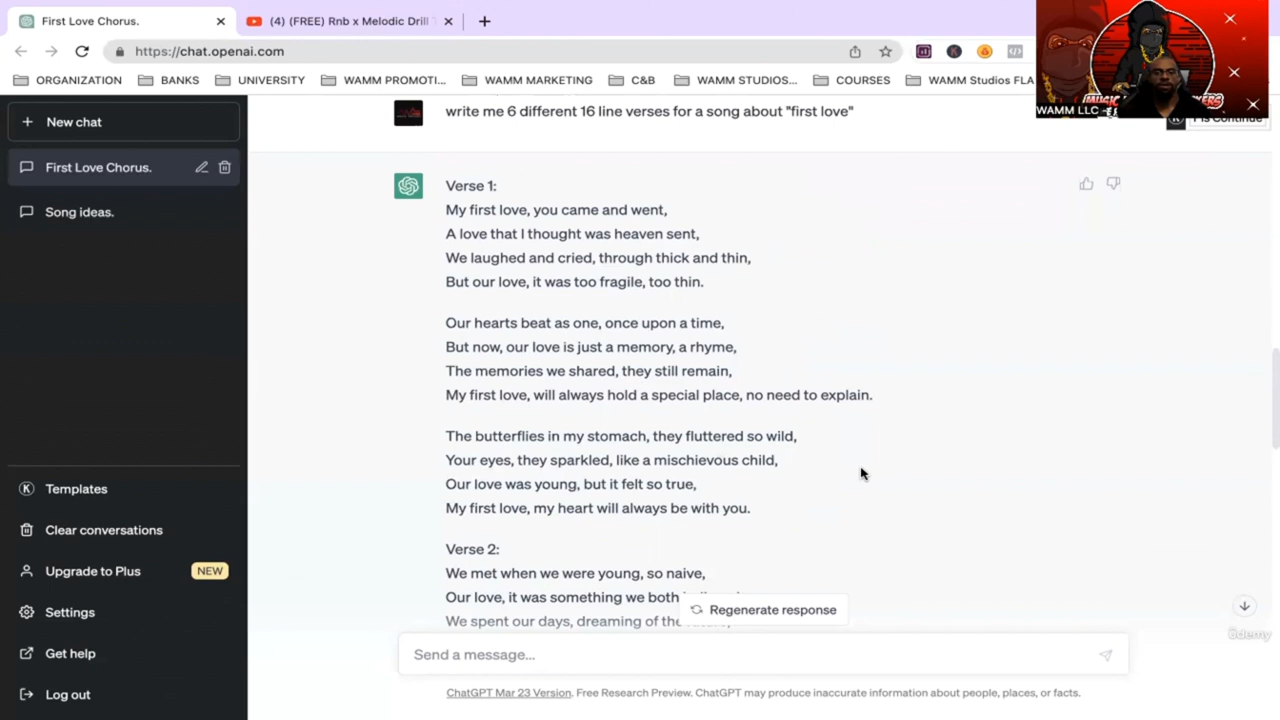 First Love Chorus.
(4) (FREE) Rnb x Melodic Drill
https://chat.openai.com
ORGANIZATION
BANKS
UNIVERSITY
WAMM PROMOTI...
WAMM MARKETING
C&B
WAMM STUDIOS...
COURSES
WAMM Studios FLA
WAMM LLC
New chat
First Love Chorus.
Song ideas.
Templates
Clear conversations
Upgrade to Plus NEW
Settings
Get help
Log out
write me 6 different 16 line verses for a song about "first love"
Verse 1:
My first love, you came and went,
A love that I thought was heaven sent,
We laughed and cried, through thick and thin,
But our love, it was too fragile, too thin.
Our hearts beat as one, once upon a time,
But now, our love is just a memory, a rhyme,
The memories we shared, they still remain,
My first love, will always hold a special place, no need to explain.
The butterflies in my stomach, they fluttered so wild,
Your eyes, they sparkled, like a mischievous child,
Our love was young, but it felt so true,
My first love, my heart will always be with you.
Verse 2:
We met when we were young, so naive,
Our love, it was something we both
We spent our days, dreaming of the
Regenerate response
Send a message...
ChatGPT Mar 23 Version. Free Research Preview. ChatGPT may produce inaccurate information about people, places, or facts.
ûdemy